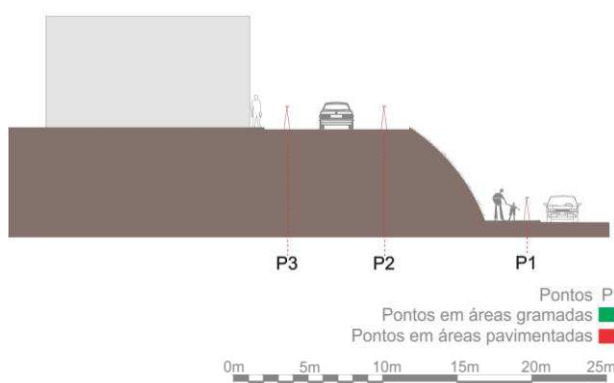 P3 P2 P1
Pontos P
Pontos em áreas gramadas
Pontos em áreas pavimentadas
0m 5m 10m 15m 20m 25m